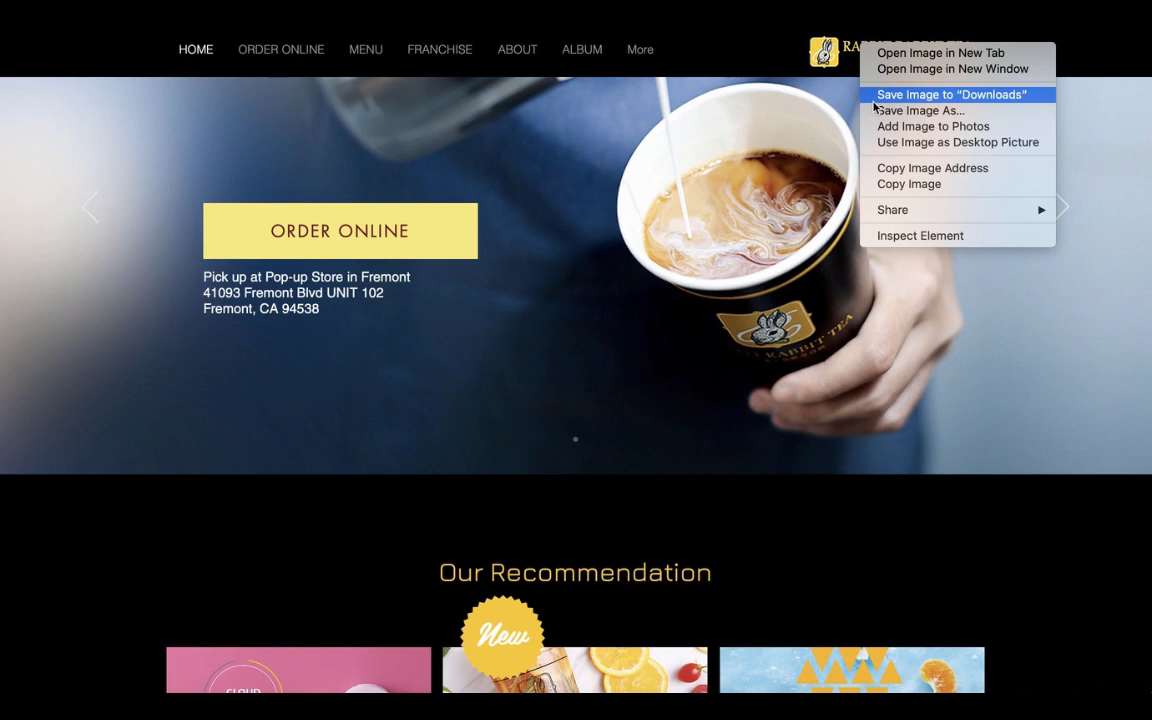 HOME
ORDER ONLINE
MENU
FRANCHISE
ABOUT
ALBUM
More
Open Image in New Tab
Open Image in New Window
Save Image to “Downloads”
Save Image As...
Add Image to Photos
Use Image as Desktop Picture
Copy Image Address
Copy Image
Share
Inspect Element
ORDER ONLINE
Pick up at Pop-up Store in Fremont
41093 Fremont Blvd UNIT 102
Fremont, CA 94538
RABBIT TEA
Our Recommendation
New
CLOUD